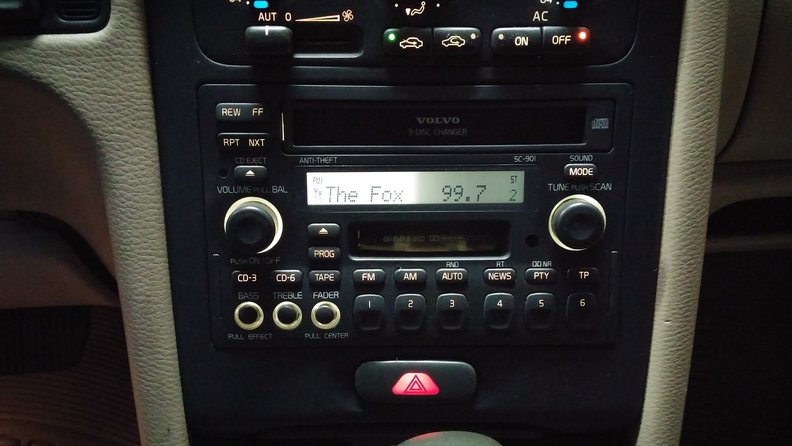 AUT 0
AC
ON OFF
REW FF
RPT NXT
CD EJECT
VOLVO
3-DISC CHANGER
ANTI-THEFT
SC-901
SOUND
MODE
VOLUME PULL BAL
TUNE PUSH SCAN
FM1 ST
The Fox 99.7 2
PUSH ON/OFF
PROG
CD-3 CD-6 TAPE
FM AM AUTO NEWS PTY TP
RND RT NR
BASS TREBLE FADER
1 2 3 4 5 6
PULL EFFECT PULL CENTER